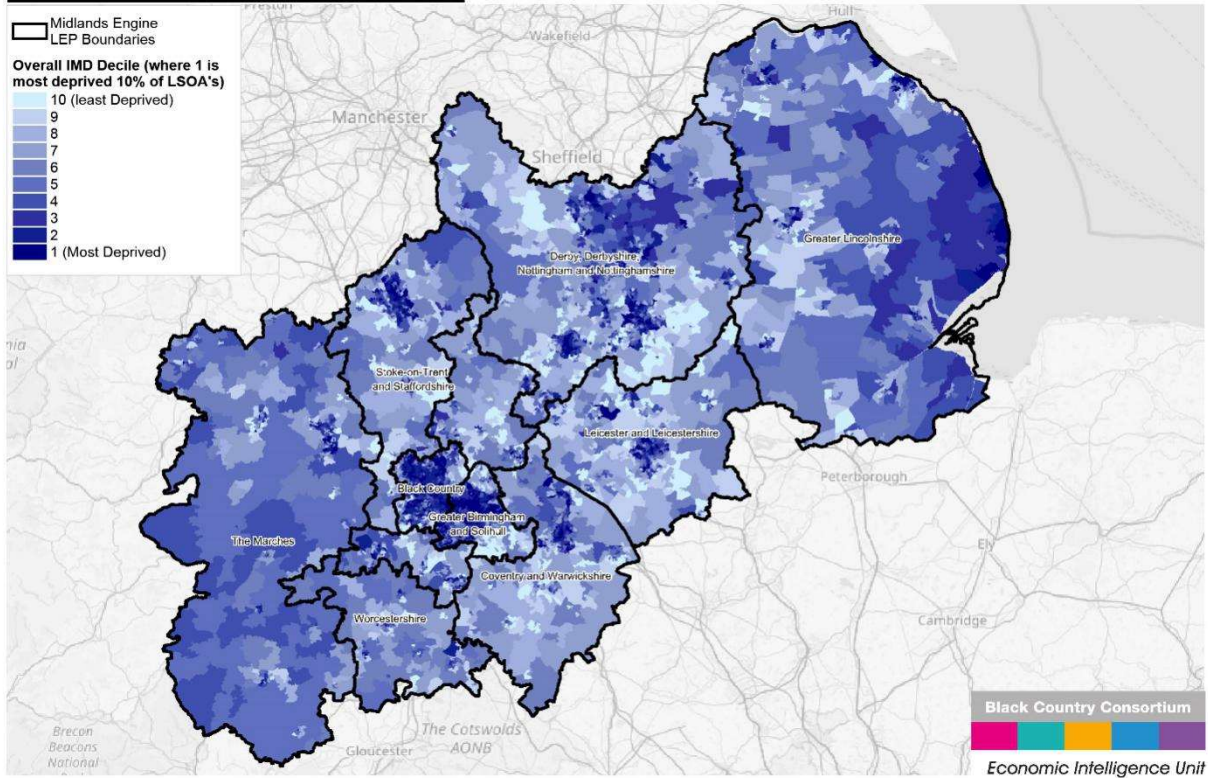 Midlands Engine
LEP Boundaries
Overall IMD Decile (where 1 is
most deprived 10% of LSOA's)
10 (least Deprived)
9
8
7
6
5
4
3
2
1 (Most Deprived)
Preston
Hull
Wakefield
Manchester
Sheffield
Greater Lincolnshire
Derby, Derbyshire,
Nottingham and Nottinghamshire
Stoke-on-Trent
and Staffordshire
Leicester and Leicestershire
Peterborough
Black Country
Greater Birmingham
and Solihull
The Marches
Ely
Coventry and Warwickshire
Worcestershire
Cambridge
The Cotswolds
AONB
Gloucester
Brecon
Beacons
National
Black Country Consortium
Economic Intelligence Unit